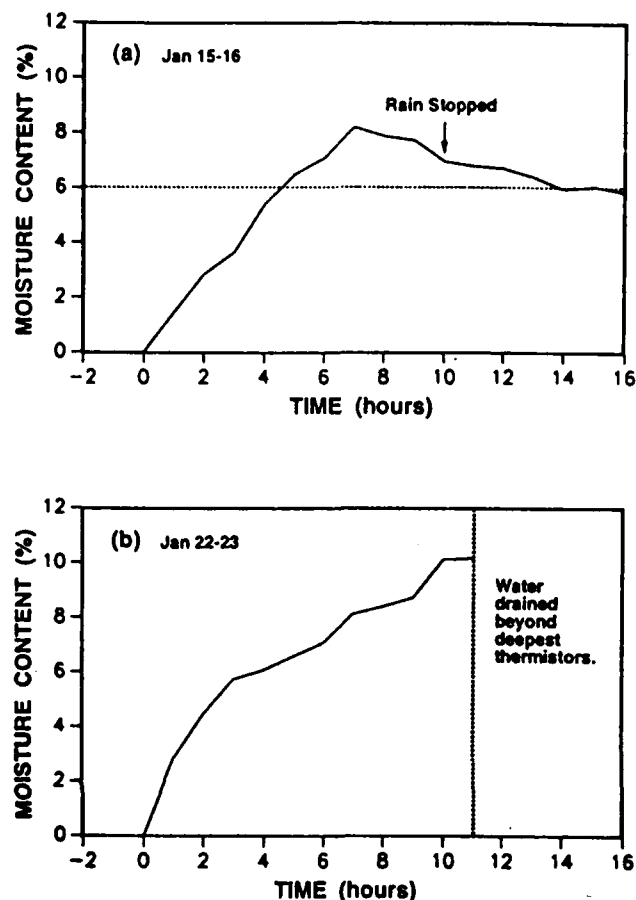 12
(a) Jan 15-16
10
Rain Stopped
8
6
4
2
0
MOISTURE CONTENT (%)
-2 0 2 4 6 8 10 12 14 16
TIME (hours)
12
(b) Jan 22-23
10
Water
drained
beyond
deepest
thermistors.
8
6
4
2
0
MOISTURE CONTENT (%)
-2 0 2 4 6 8 10 12 14 16
TIME (hours)